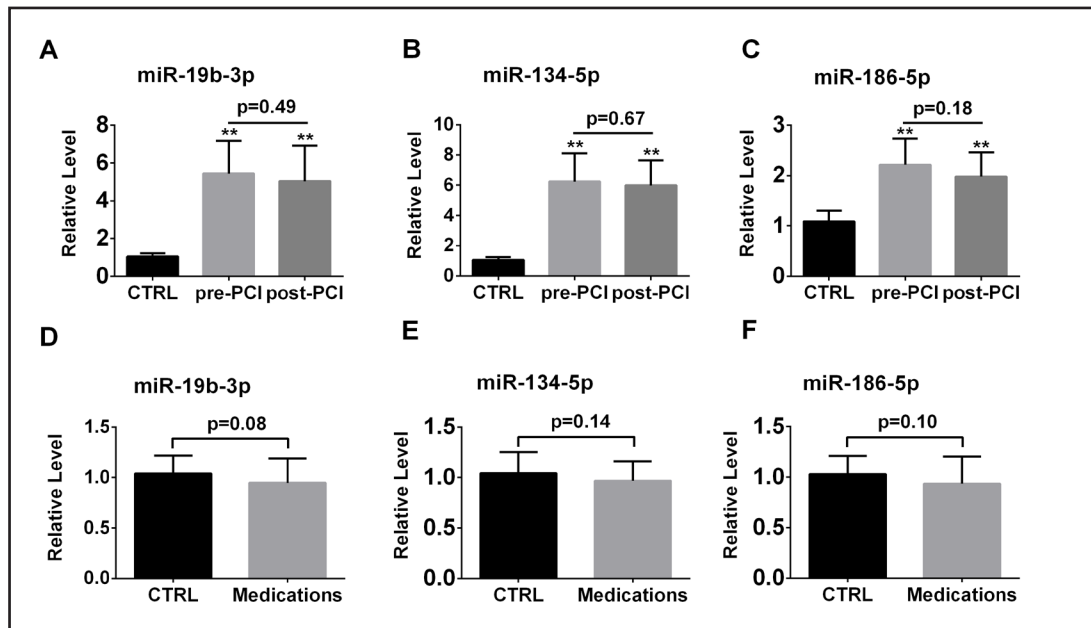 A
miR-19b-3p
p=0.49
** **
Relative Level
8
6
4
2
0
CTRL pre-PCI post-PCI
B
miR-134-5p
p=0.67
** **
Relative Level
10
8
6
4
2
0
CTRL pre-PCI post-PCI
C
miR-186-5p
p=0.18
** **
Relative Level
3
2
1
0
CTRL pre-PCI post-PCI
D
miR-19b-3p
p=0.08
Relative Level
1.5
1.0
0.5
0.0
CTRL Medications
E
miR-134-5p
p=0.14
Relative Level
1.5
1.0
0.5
0.0
CTRL Medications
F
miR-186-5p
p=0.10
Relative Level
1.5
1.0
0.5
0.0
CTRL Medications